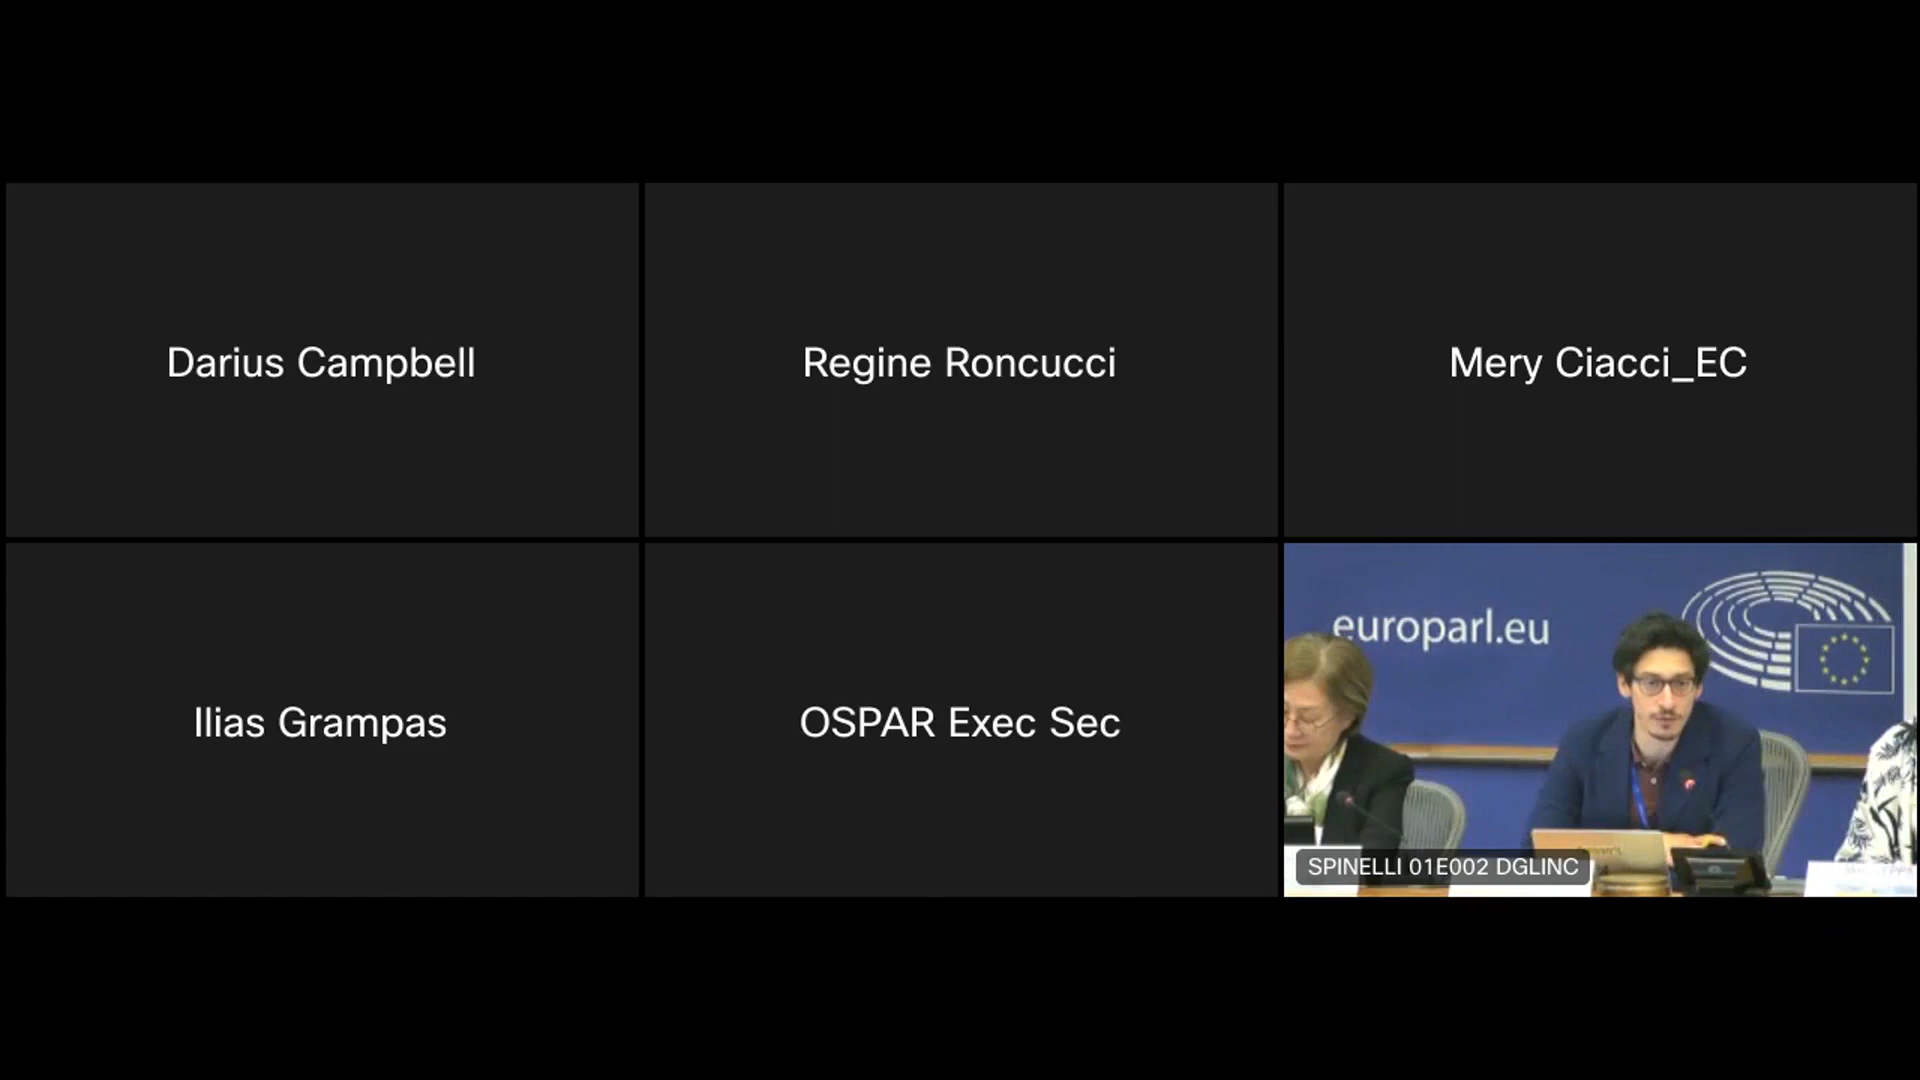 Darius Campbell
Regine Roncucci
Mery Ciacci_EC
Ilias Grampas
OSPAR Exec Sec
europarl.eu
SPINELLI 01E002 DGLINC